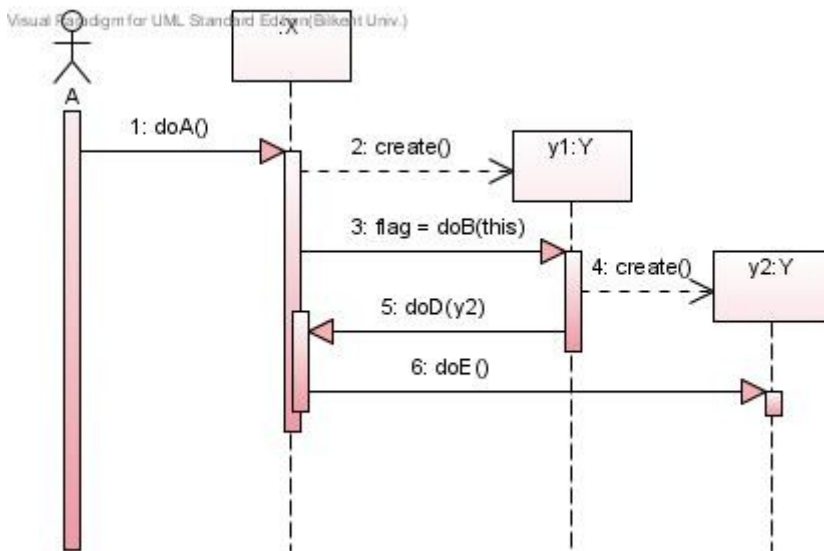 Visual Paradigm for UML Standard Edition(Bilkent Univ.)
:X
A
1: doA()
2: create()
y1:Y
3: flag = doB(this)
4: create()
y2:Y
5: doD(y2)
6: doE()